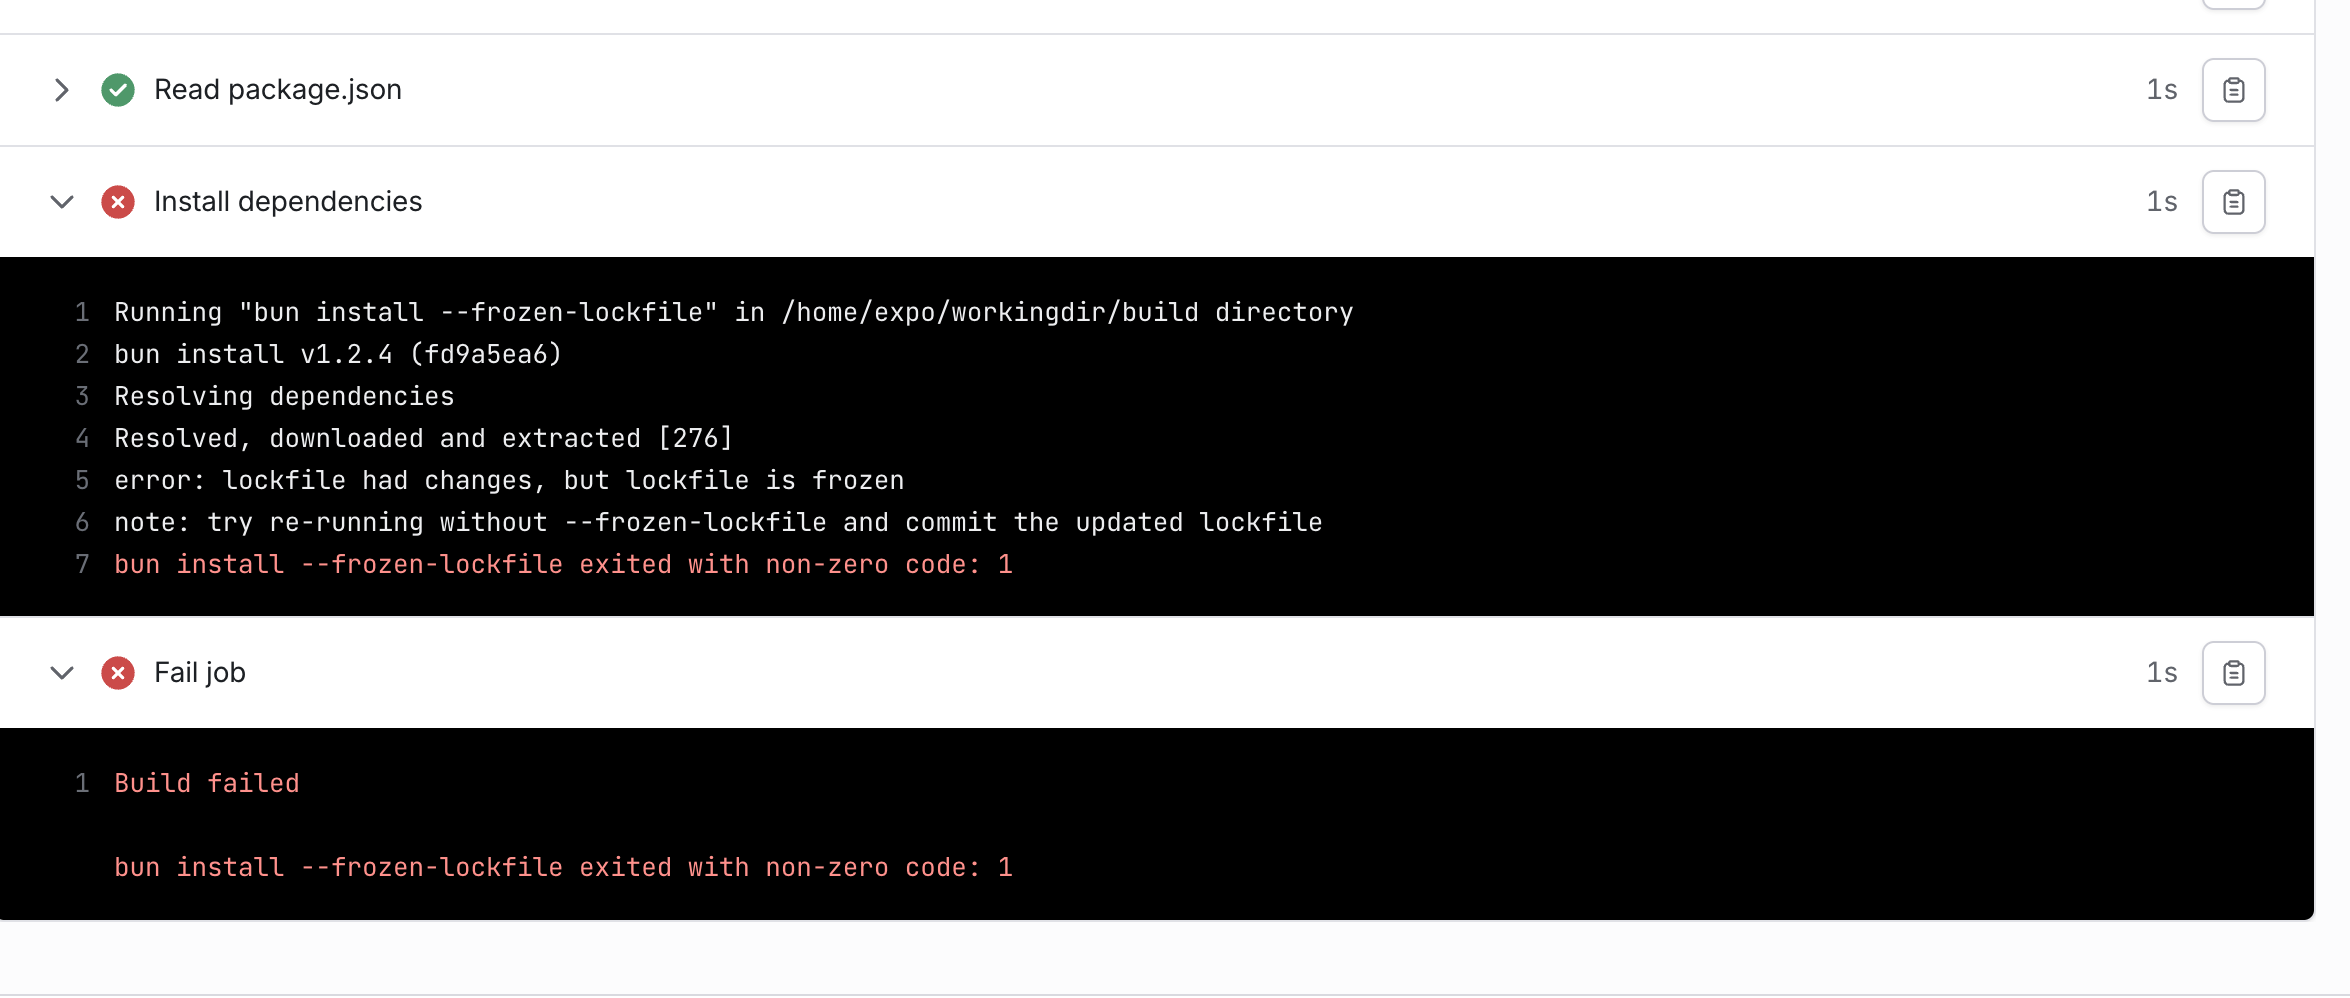 Read package.json
1s
Install dependencies
1s
1 Running "bun install --frozen-lockfile" in /home/expo/workingdir/build directory
2 bun install v1.2.4 (fd9a5ea6)
3 Resolving dependencies
4 Resolved, downloaded and extracted [276]
5 error: lockfile had changes, but lockfile is frozen
6 note: try re-running without --frozen-lockfile and commit the updated lockfile
7 bun install --frozen-lockfile exited with non-zero code: 1
Fail job
1s
1 Build failed
bun install --frozen-lockfile exited with non-zero code: 1